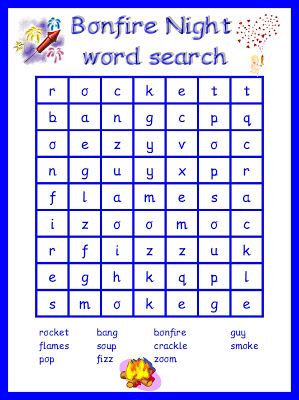 Bonfire Night
word search
r o c k e t t
b a n g c p q
o e z y v o c
n g u y x p r
f l a m e s a
i z o o m o c
r f i z z u k
e g h k q p l
s m o k e g e
rocket bang bonfire guy
flames soup crackle smoke
pop fizz zoom